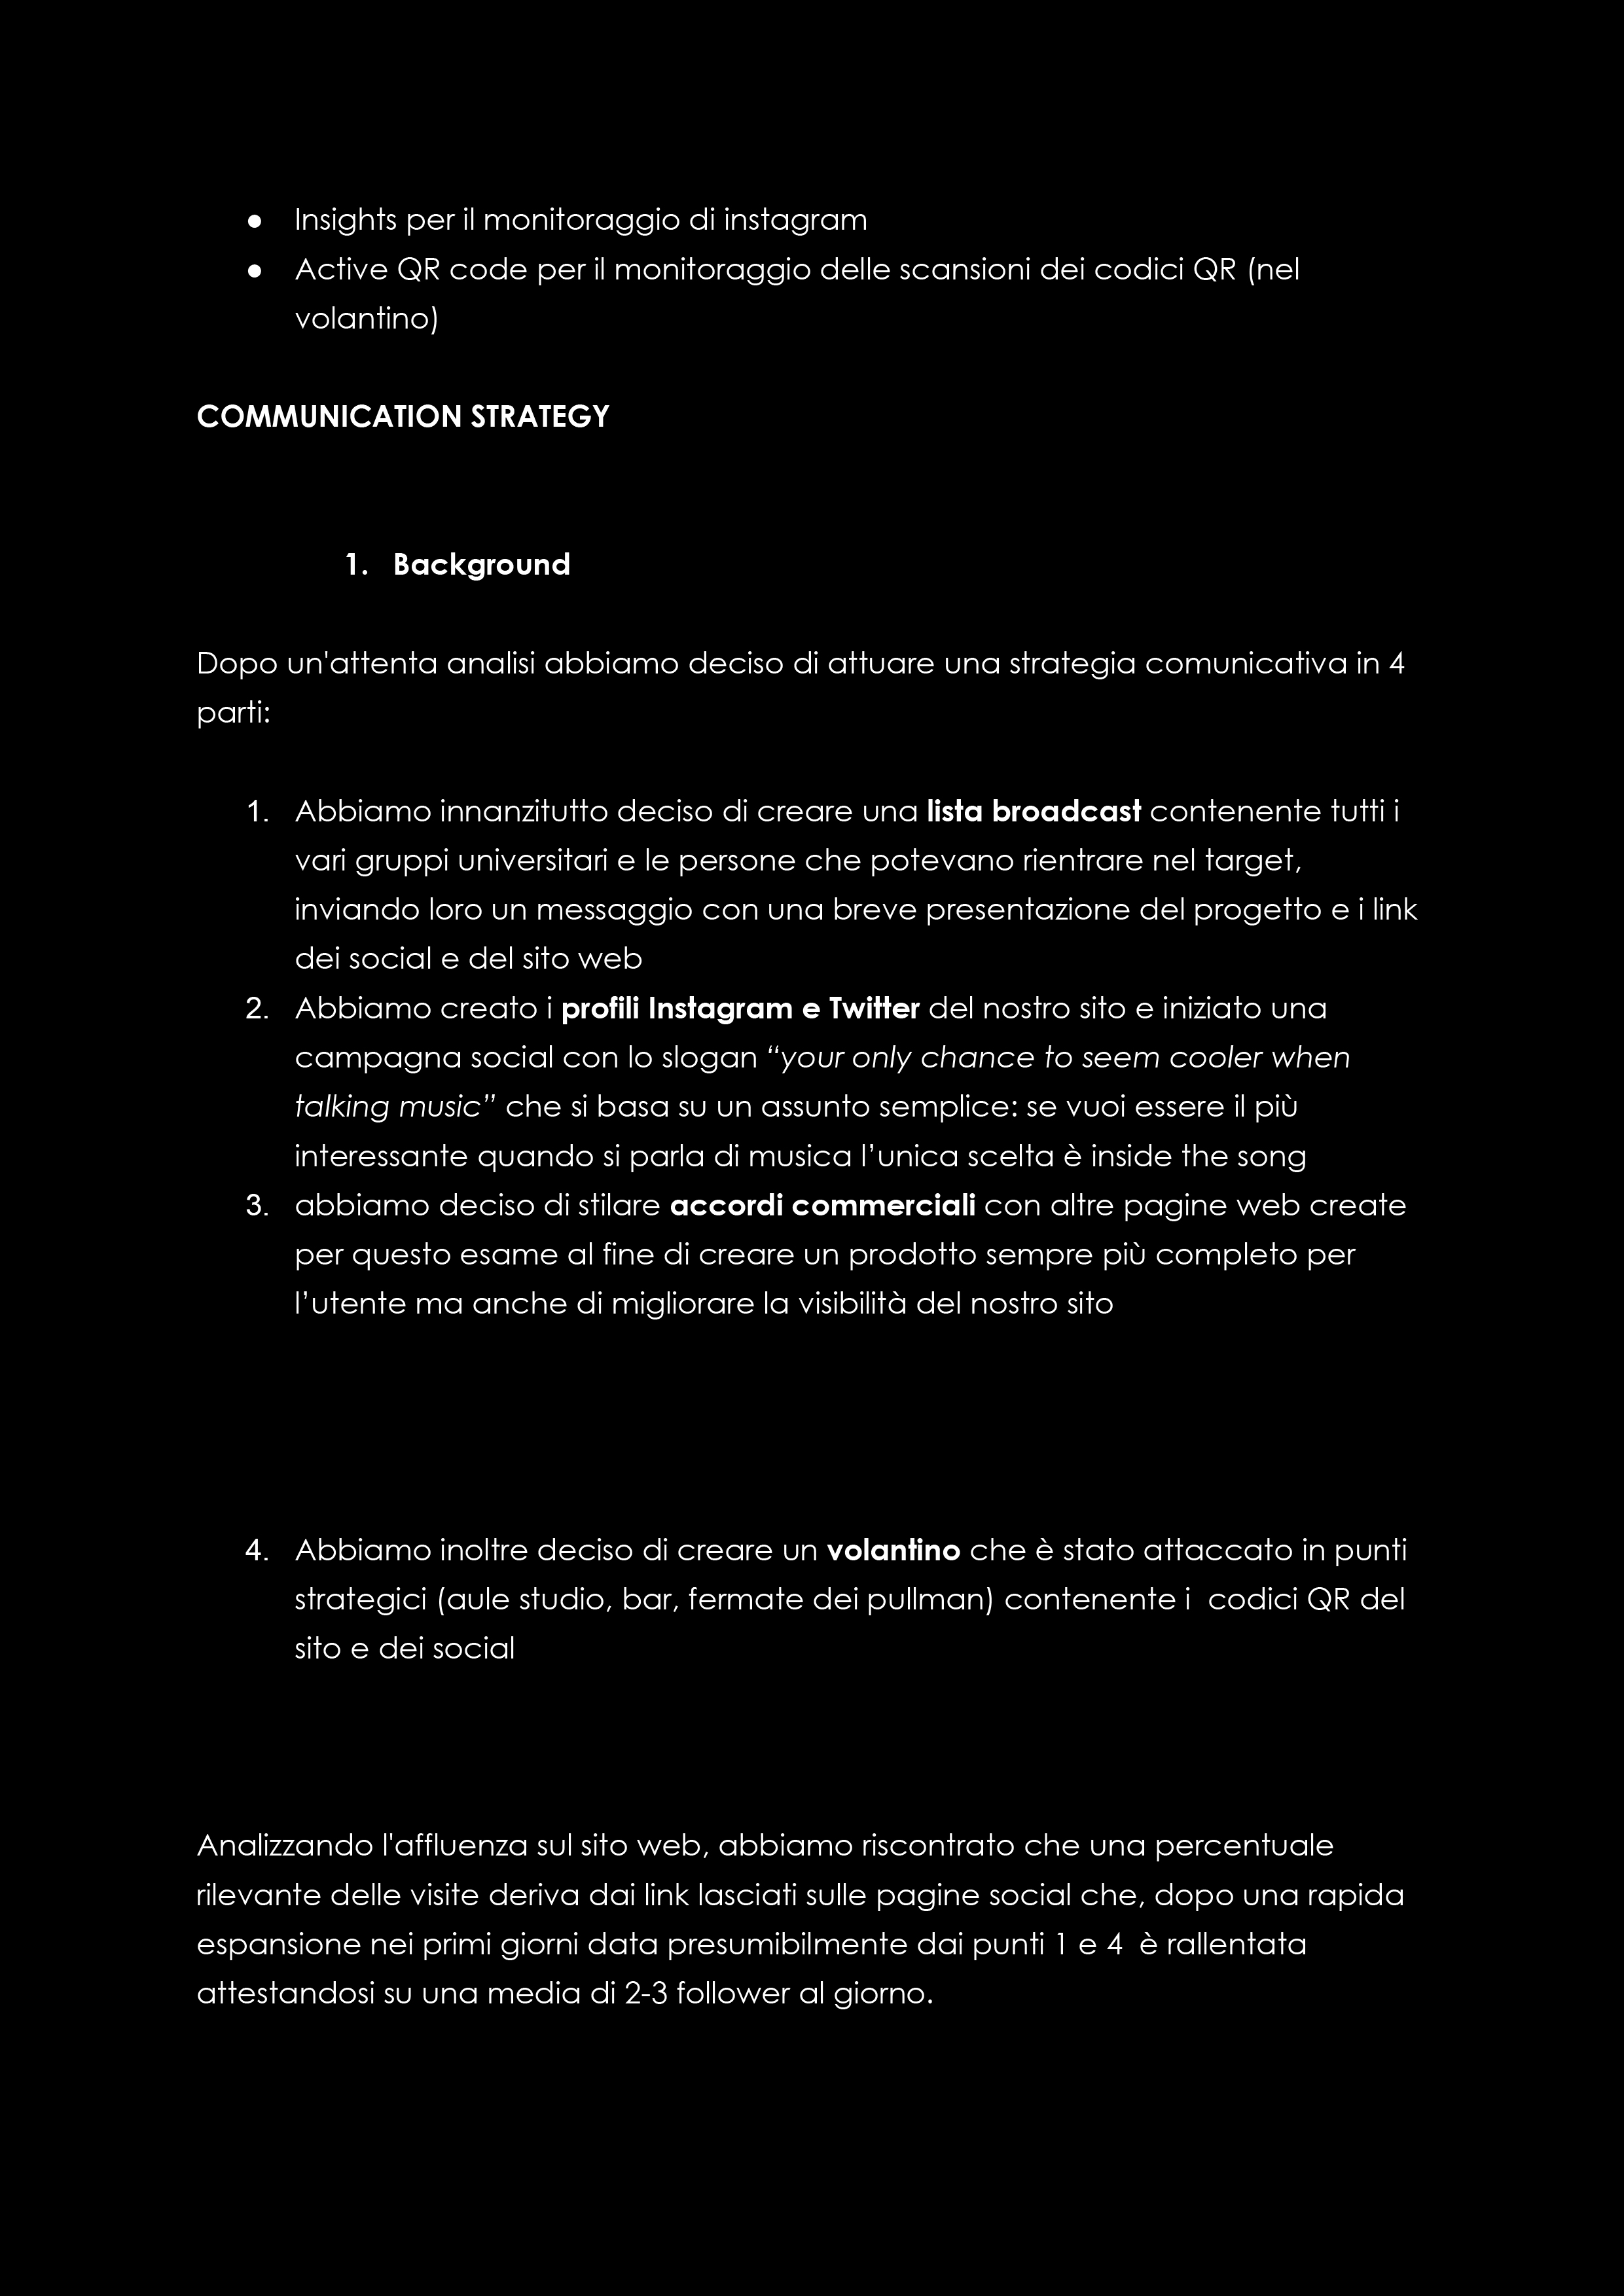 ● Insights per il monitoraggio di instagram
● Active QR code per il monitoraggio delle scansioni dei codici QR (nel
volantino)
COMMUNICATION STRATEGY
1. Background
Dopo un'attenta analisi abbiamo deciso di attuare una strategia comunicativa in 4
parti:
1. Abbiamo innanzitutto deciso di creare una lista broadcast contenente tutti i
vari gruppi universitari e le persone che potevano rientrare nel target,
inviando loro un messaggio con una breve presentazione del progetto e i link
dei social e del sito web
2. Abbiamo creato i profili Instagram e Twitter del nostro sito e iniziato una
campagna social con lo slogan “your only chance to seem cooler when
talking music” che si basa su un assunto semplice: se vuoi essere il più
interessante quando si parla di musica l’unica scelta è inside the song
3. abbiamo deciso di stilare accordi commerciali con altre pagine web create
per questo esame al fine di creare un prodotto sempre più completo per
l’utente ma anche di migliorare la visibilità del nostro sito
4. Abbiamo inoltre deciso di creare un volantino che è stato attaccato in punti
strategici (aule studio, bar, fermate dei pullman) contenente i  codici QR del
sito e dei social
Analizzando l'affluenza sul sito web, abbiamo riscontrato che una percentuale
rilevante delle visite deriva dai link lasciati sulle pagine social che, dopo una rapida
espansione nei primi giorni data presumibilmente dai punti 1 e 4  è rallentata
attestandosi su una media di 2-3 follower al giorno.